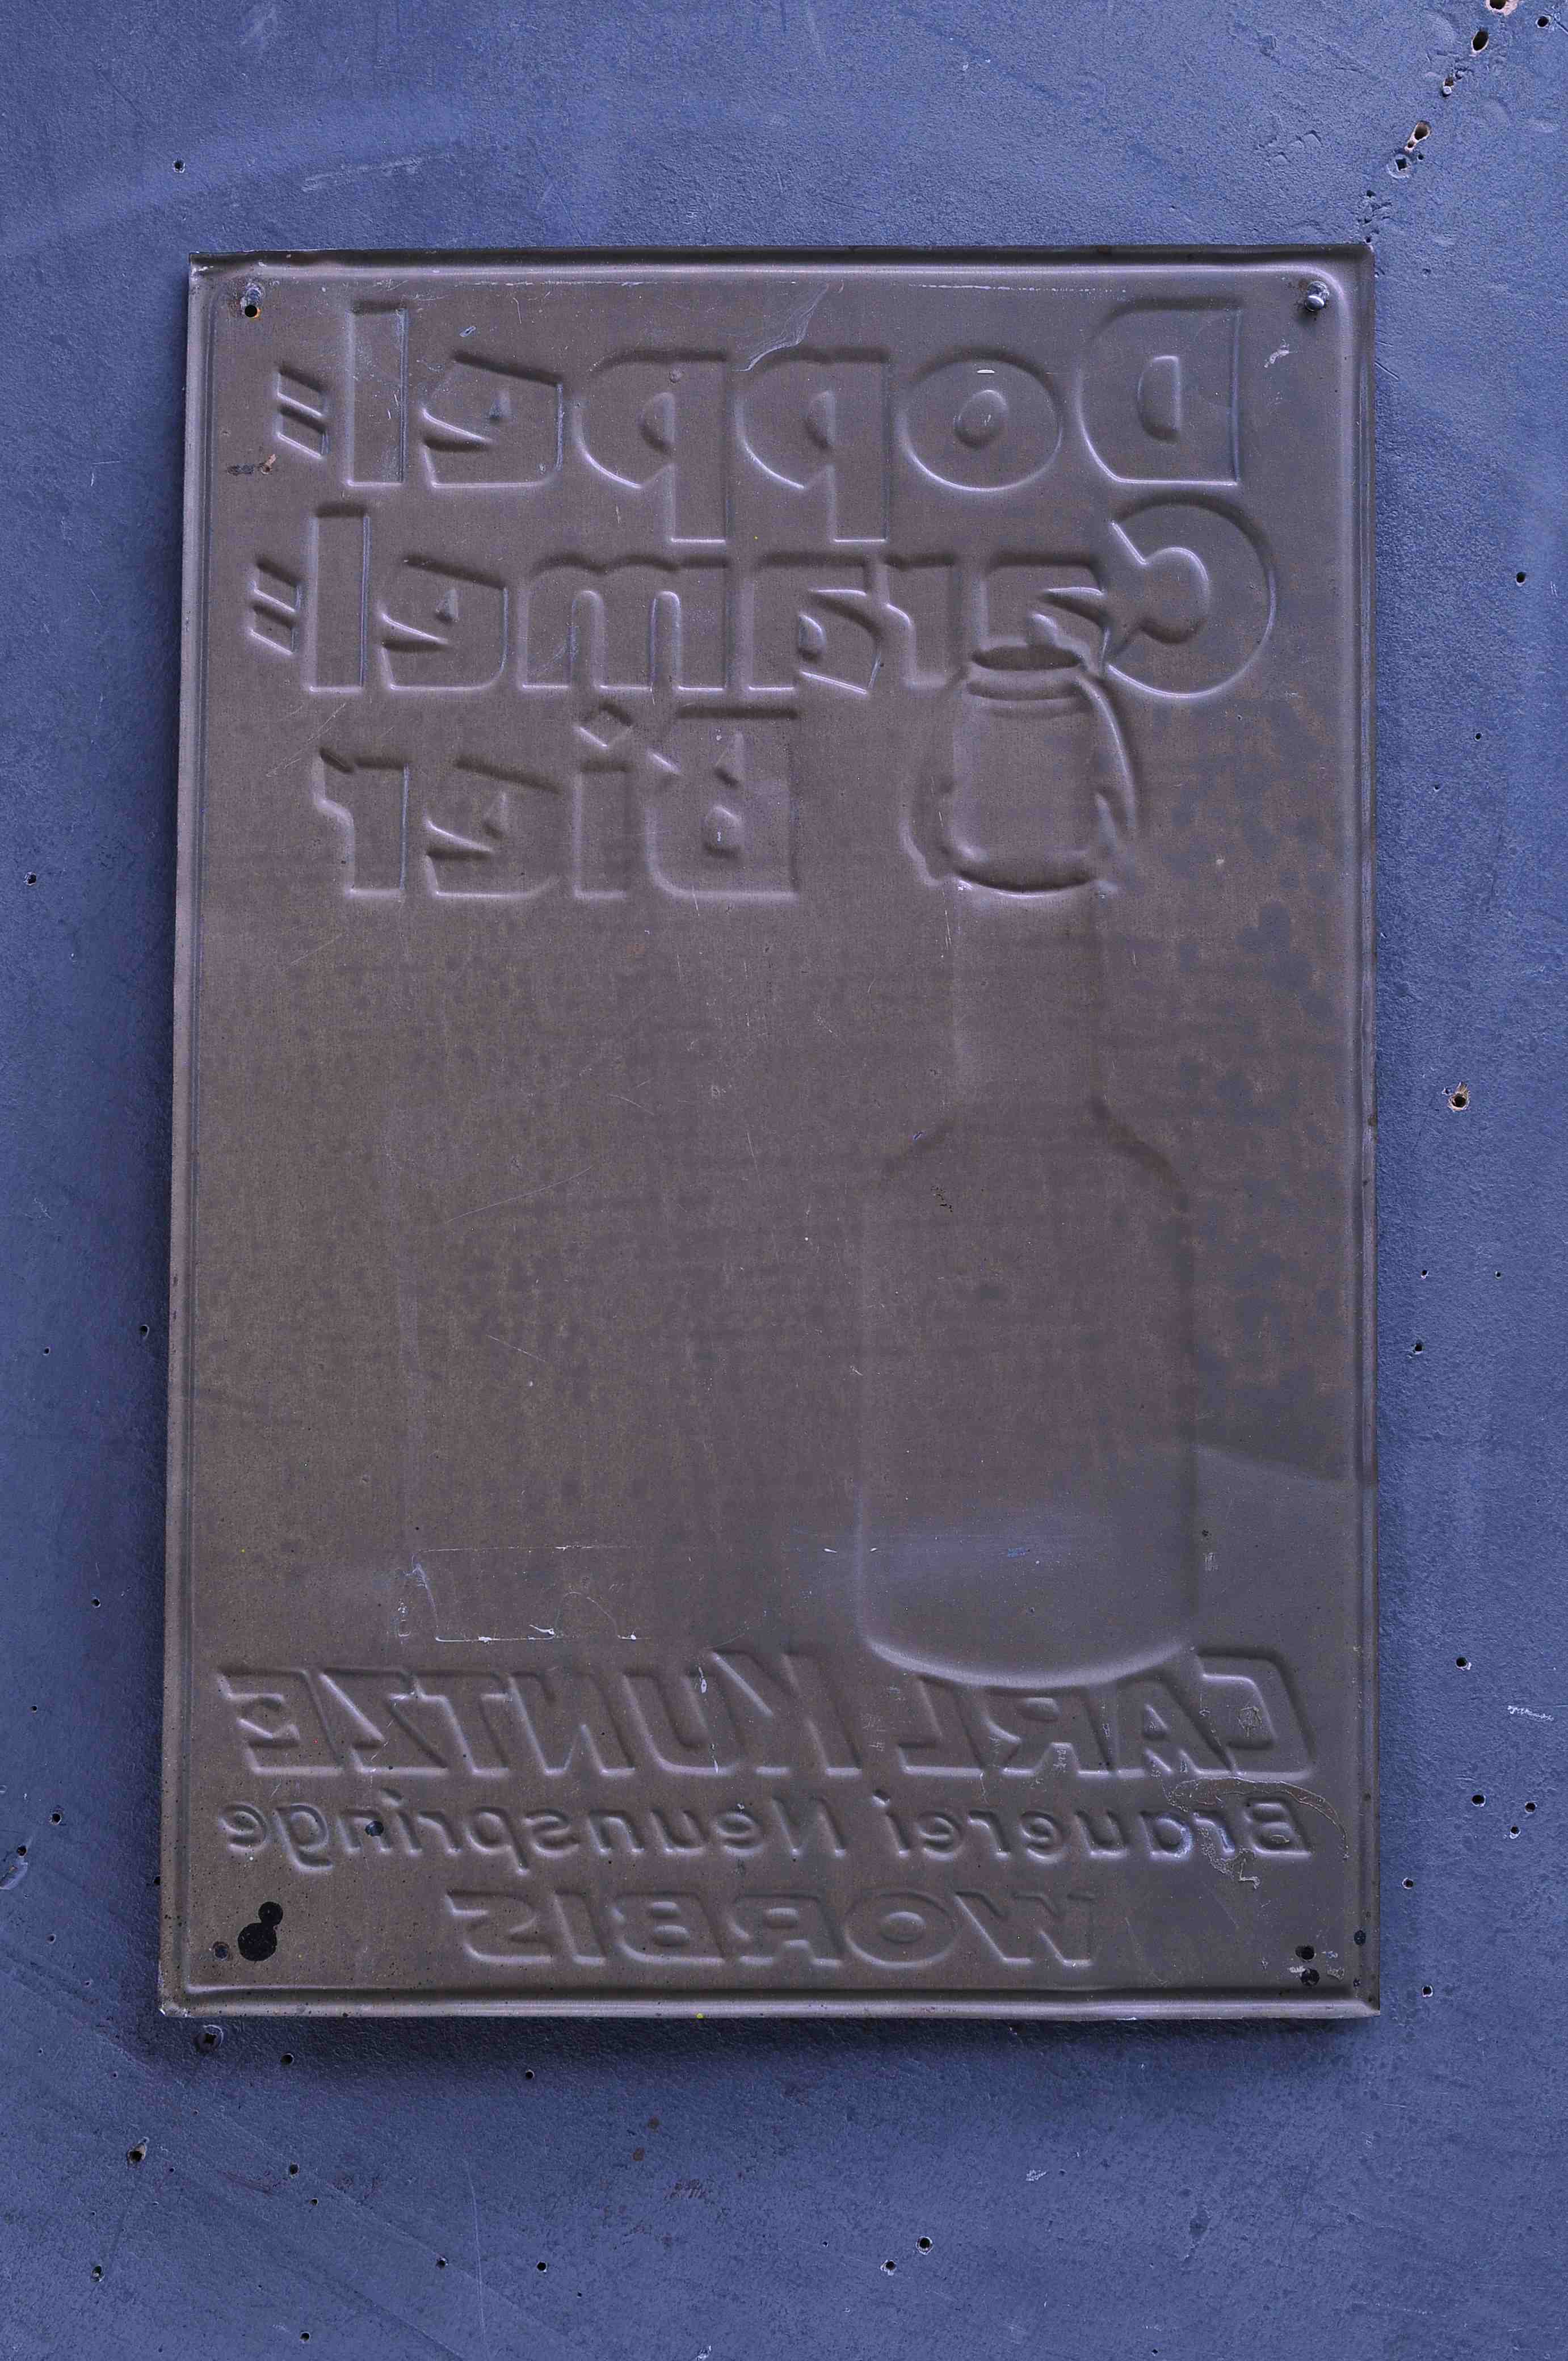 Doppel=
Caramel=
Bier
CARL KUNTZE
Brauerei Neunspringe
WORBIS